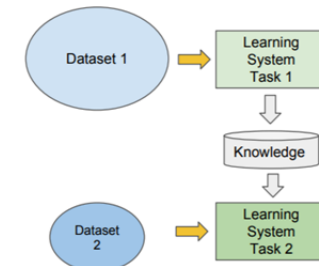 Dataset 1
Learning
System
Task 1
Knowledge
Dataset
2
Learning
System
Task 2